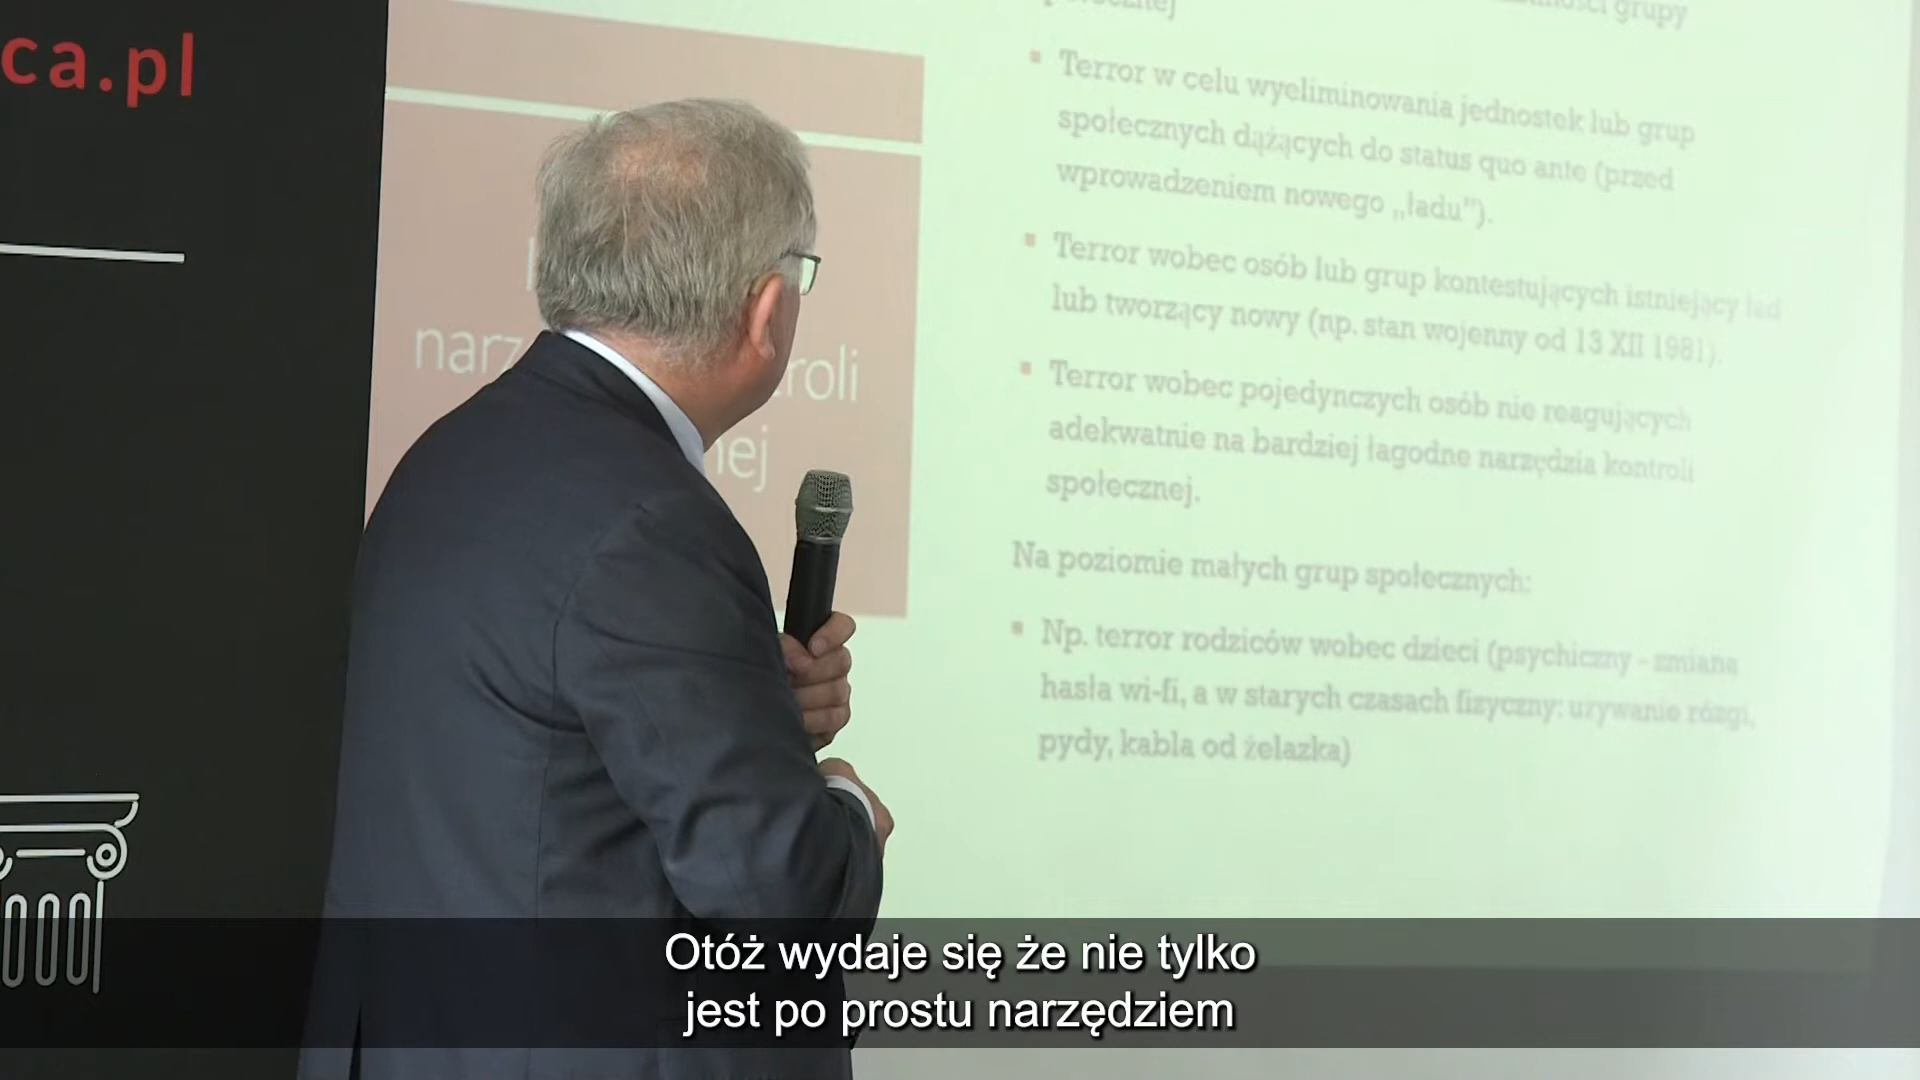 ca.pl
grupy
Terror w celu wyeliminowania jednostek lub grup
społecznych dążących do status quo ante (przed
wprowadzeniem nowego „ładu”).
Terror wobec osób lub grup kontestujących istniejący ład
lub tworzący nowy (np. stan wojenny od 13 XII 1981).
Terror wobec pojedynczych osób nie reagujących
adekwatnie na bardziej łagodne narzędzia kontroli
społecznej.
Na poziomie małych grup społecznych:
Np. terror rodziców wobec dzieci (psychiczny - zmiana
hasła wi-fi, a w starych czasach fizyczny: używanie rózgi,
pydy, kabla od żelazka)
narz roli
nej
Otóż wydaje się że nie tylko
jest po prostu narzędziem